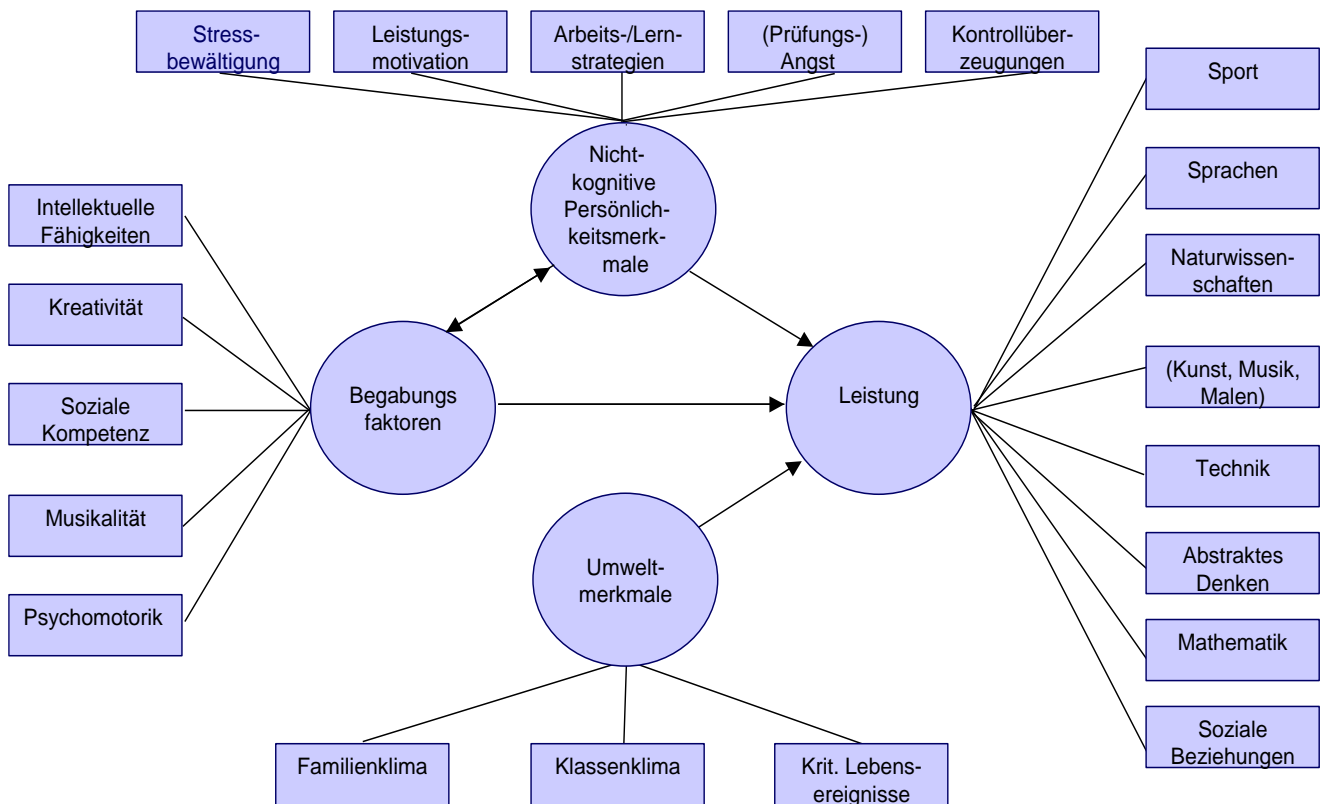 Stress-
bewältigung
Leistungs-
motivation
Arbeits-/Lern-
strategien
(Prüfungs-)
Angst
Kontrollüber-
zeugungen
Nicht-
kognitive
Persönlich-
keitsmerk-
male
Intellektuelle
Fähigkeiten
Kreativität
Soziale
Kompetenz
Musikalität
Psychomotorik
Begabungs
faktoren
Leistung
Umwelt-
merkmale
Familienklima
Klassenklima
Krit. Lebens-
ereignisse
Sport
Sprachen
Naturwissen-
schaften
(Kunst, Musik,
Malen)
Technik
Abstraktes
Denken
Mathematik
Soziale
Beziehungen